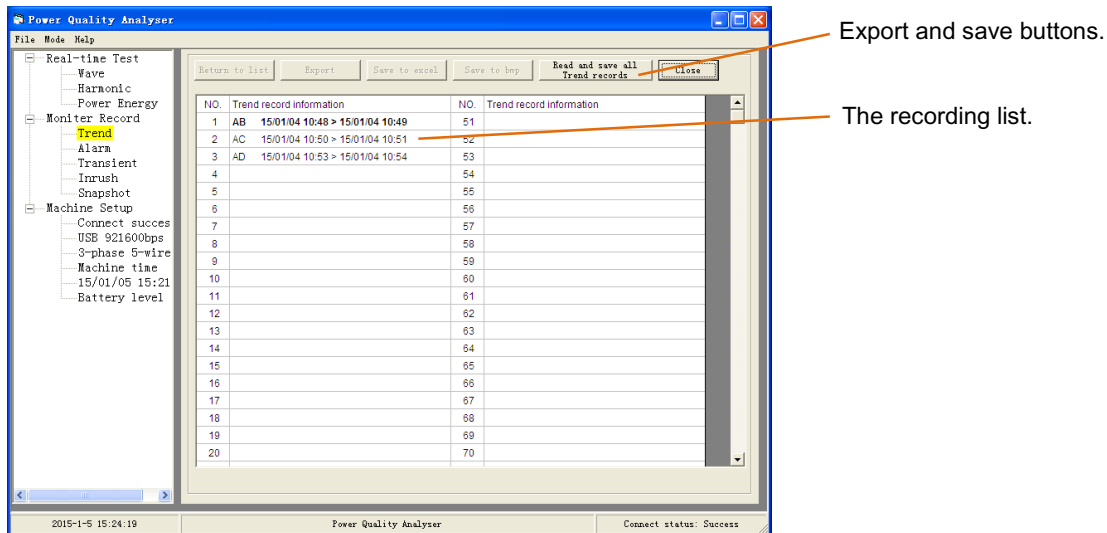 Power Quality Analyser
File Mode Help
Real-time Test
Wave
Harmonic
Power Energy
Moniter Record
Trend
Alarm
Transient
Inrush
Snapshot
Machine Setup
Connect succes
USB 921600bps
3-phase 5-wire
Machine time
15/01/05 15:21
Battery level
Return to list Export Save to excel Save to bmp Read and save all Close
Trend records
NO. Trend record information NO. Trend record information
1 AB 15/01/04 10:48 > 15/01/04 10:49 51
2 AC 15/01/04 10:50 > 15/01/04 10:51 52
3 AD 15/01/04 10:53 > 15/01/04 10:54 53
4 54
5 55
6 56
7 57
8 58
9 59
10 60
11 61
12 62
13 63
14 64
15 65
16 66
17 67
18 68
19 69
20 70
2015-1-5 15:24:19 Power Quality Analyser Connect status: Success
Export and save buttons.
The recording list.